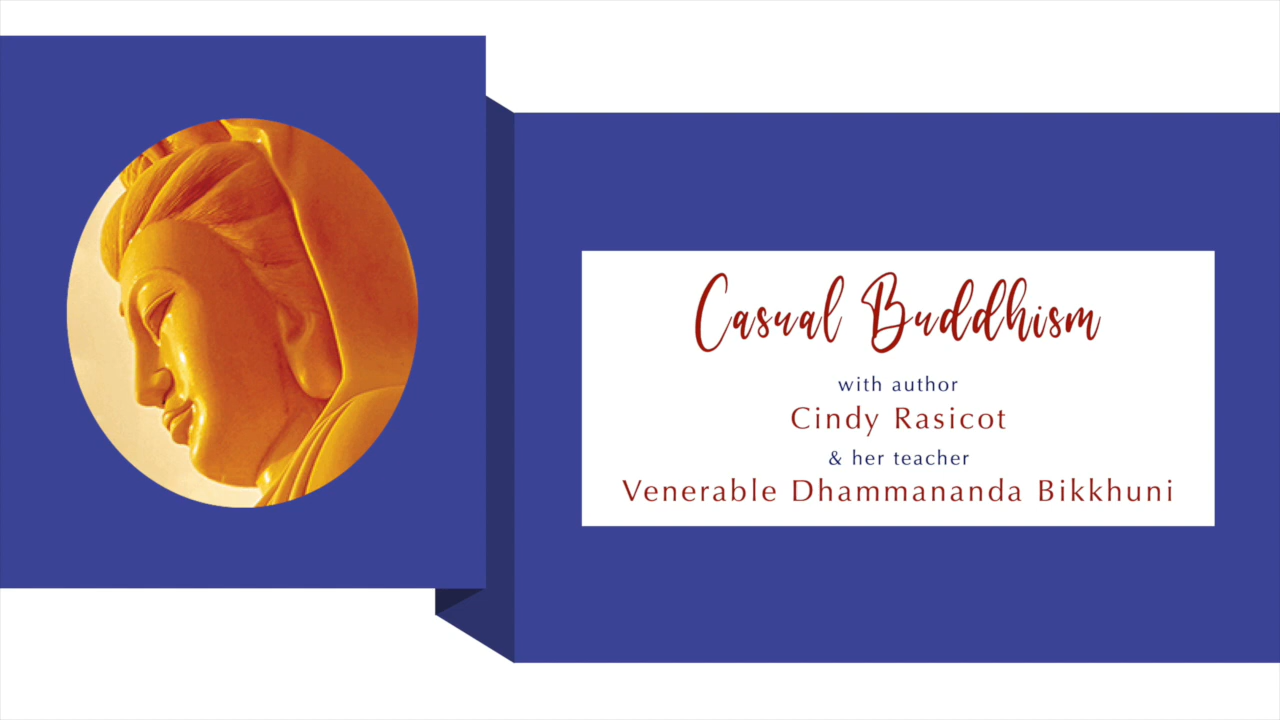 Casual Buddhism
with author
Cindy Rasicot
& her teacher
Venerable Dhammananda Bikkhuni